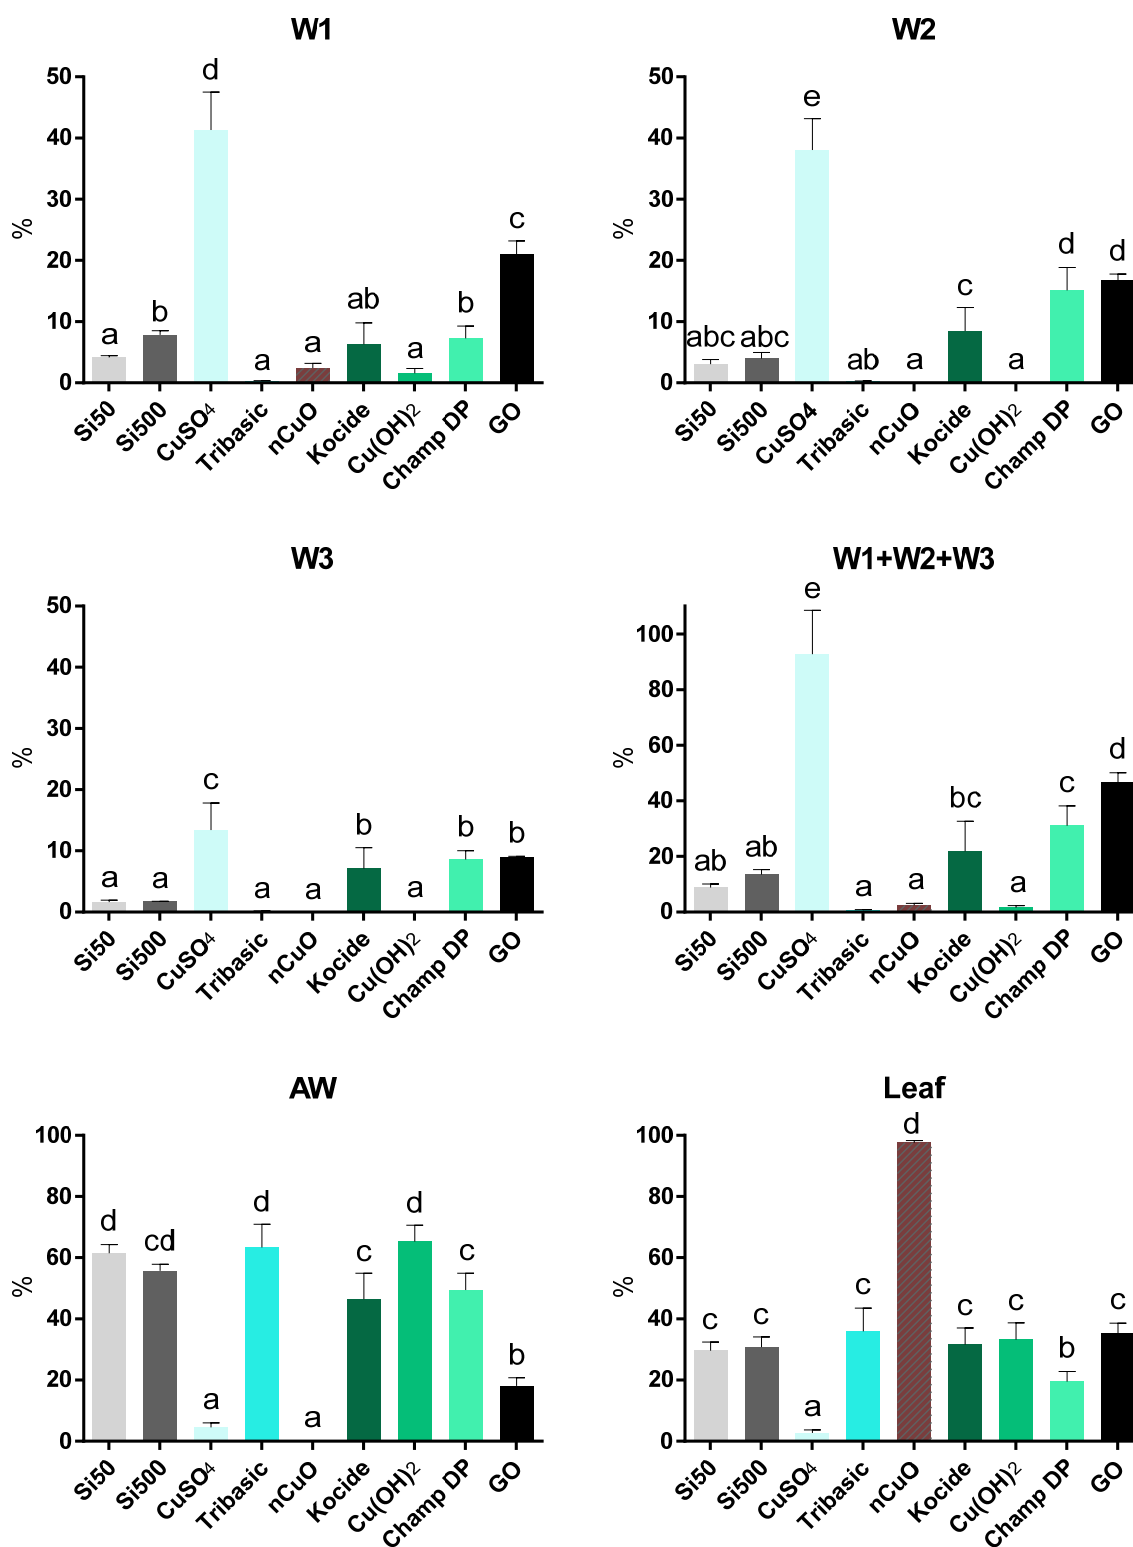 W1
50
40
30
20
10
0
%
a
b
d
a
a
ab
a
b
c
Si50
Si500
CuSO4
Tribasic
nCuO
Kocide
Cu(OH)2
Champ DP
GO
W2
50
40
30
20
10
0
%
abc
abc
e
ab
a
c
a
d
d
Si50
Si500
CuSO4
Tribasic
nCuO
Kocide
Cu(OH)2
Champ DP
GO
W3
50
40
30
20
10
0
%
a
a
c
a
a
b
a
b
b
Si50
Si500
CuSO4
Tribasic
nCuO
Kocide
Cu(OH)2
Champ DP
GO
W1+W2+W3
100
80
60
40
20
0
%
ab
ab
e
a
a
bc
a
c
d
Si50
Si500
CuSO4
Tribasic
nCuO
Kocide
Cu(OH)2
Champ DP
GO
AW
100
80
60
40
20
0
%
d
cd
a
d
a
c
d
c
b
Si50
Si500
CuSO4
Tribasic
nCuO
Kocide
Cu(OH)2
Champ DP
GO
Leaf
100
80
60
40
20
0
%
c
c
a
c
d
c
c
b
c
Si50
Si500
CuSO4
Tribasic
nCuO
Kocide
Cu(OH)2
Champ DP
GO